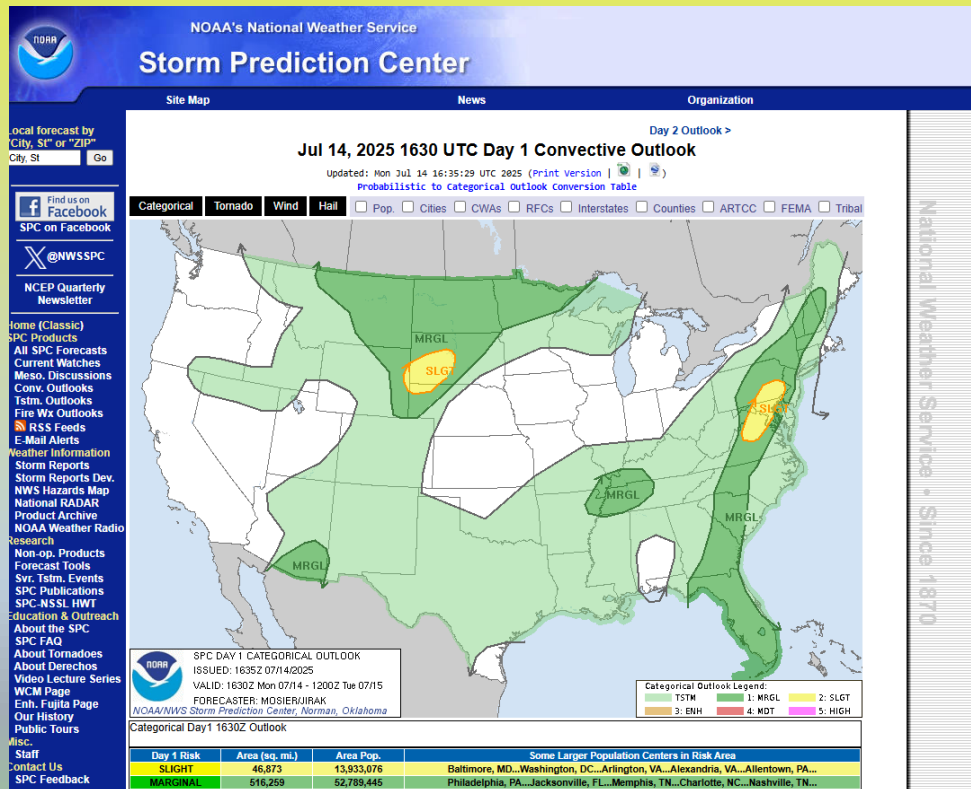 NOAA
NOAA's National Weather Service
Storm Prediction Center
Site Map News Organization
Local forecast by
"City, St" or "ZIP"
City, St Go
Find us on
Facebook
SPC on Facebook
@NWSSPC
NCEP Quarterly
Newsletter
Home (Classic)
SPC Products
All SPC Forecasts
Current Watches
Meso. Discussions
Conv. Outlooks
Tstm. Outlooks
Fire Wx Outlooks
RSS Feeds
E-Mail Alerts
Weather Information
Storm Reports
Storm Reports Dev.
NWS Hazards Map
National RADAR
Product Archive
NOAA Weather Radio
Research
Non-op. Products
Forecast Tools
Svr. Tstm. Events
SPC Publications
SPC-NSSL HWT
Education & Outreach
About the SPC
SPC FAQ
About Tornadoes
About Derechos
Video Lecture Series
WCM Page
Enh. Fujita Page
Our History
Public Tours
Misc.
Staff
Contact Us
SPC Feedback
Day 2 Outlook >
Jul 14, 2025 1630 UTC Day 1 Convective Outlook
Updated: Mon Jul 14 16:35:29 UTC 2025 (Print Version | | )
Probabilistic to Categorical Outlook Conversion Table
Categorical Tornado Wind Hail Pop. Cities CWAs RFCs Interstates Counties ARTCC FEMA Tribal
MRGL
SLGT
SLGT
MRGL
MRGL
MRGL
NOAA
SPC DAY 1 CATEGORICAL OUTLOOK
ISSUED: 1635Z 07/14/2025
VALID: 1630Z Mon 07/14 - 1200Z Tue 07/15
FORECASTER: MOSIER/JIRAK
NOAA/NWS Storm Prediction Center, Norman, Oklahoma
Categorical Outlook Legend:
TSTM 1: MRGL 2: SLGT
3: ENH 4: MDT 5: HIGH
Categorical Day1 1630Z Outlook
Day 1 Risk Area (sq. mi.) Area Pop. Some Larger Population Centers in Risk Area
SLIGHT 46,873 13,933,076 Baltimore, MD...Washington, DC...Arlington, VA...Alexandria, VA...Allentown, PA...
MARGINAL 516,259 52,789,445 Philadelphia, PA...Jacksonville, FL...Memphis, TN...Charlotte, NC...Nashville, TN...
National Weather Service • Since 1870